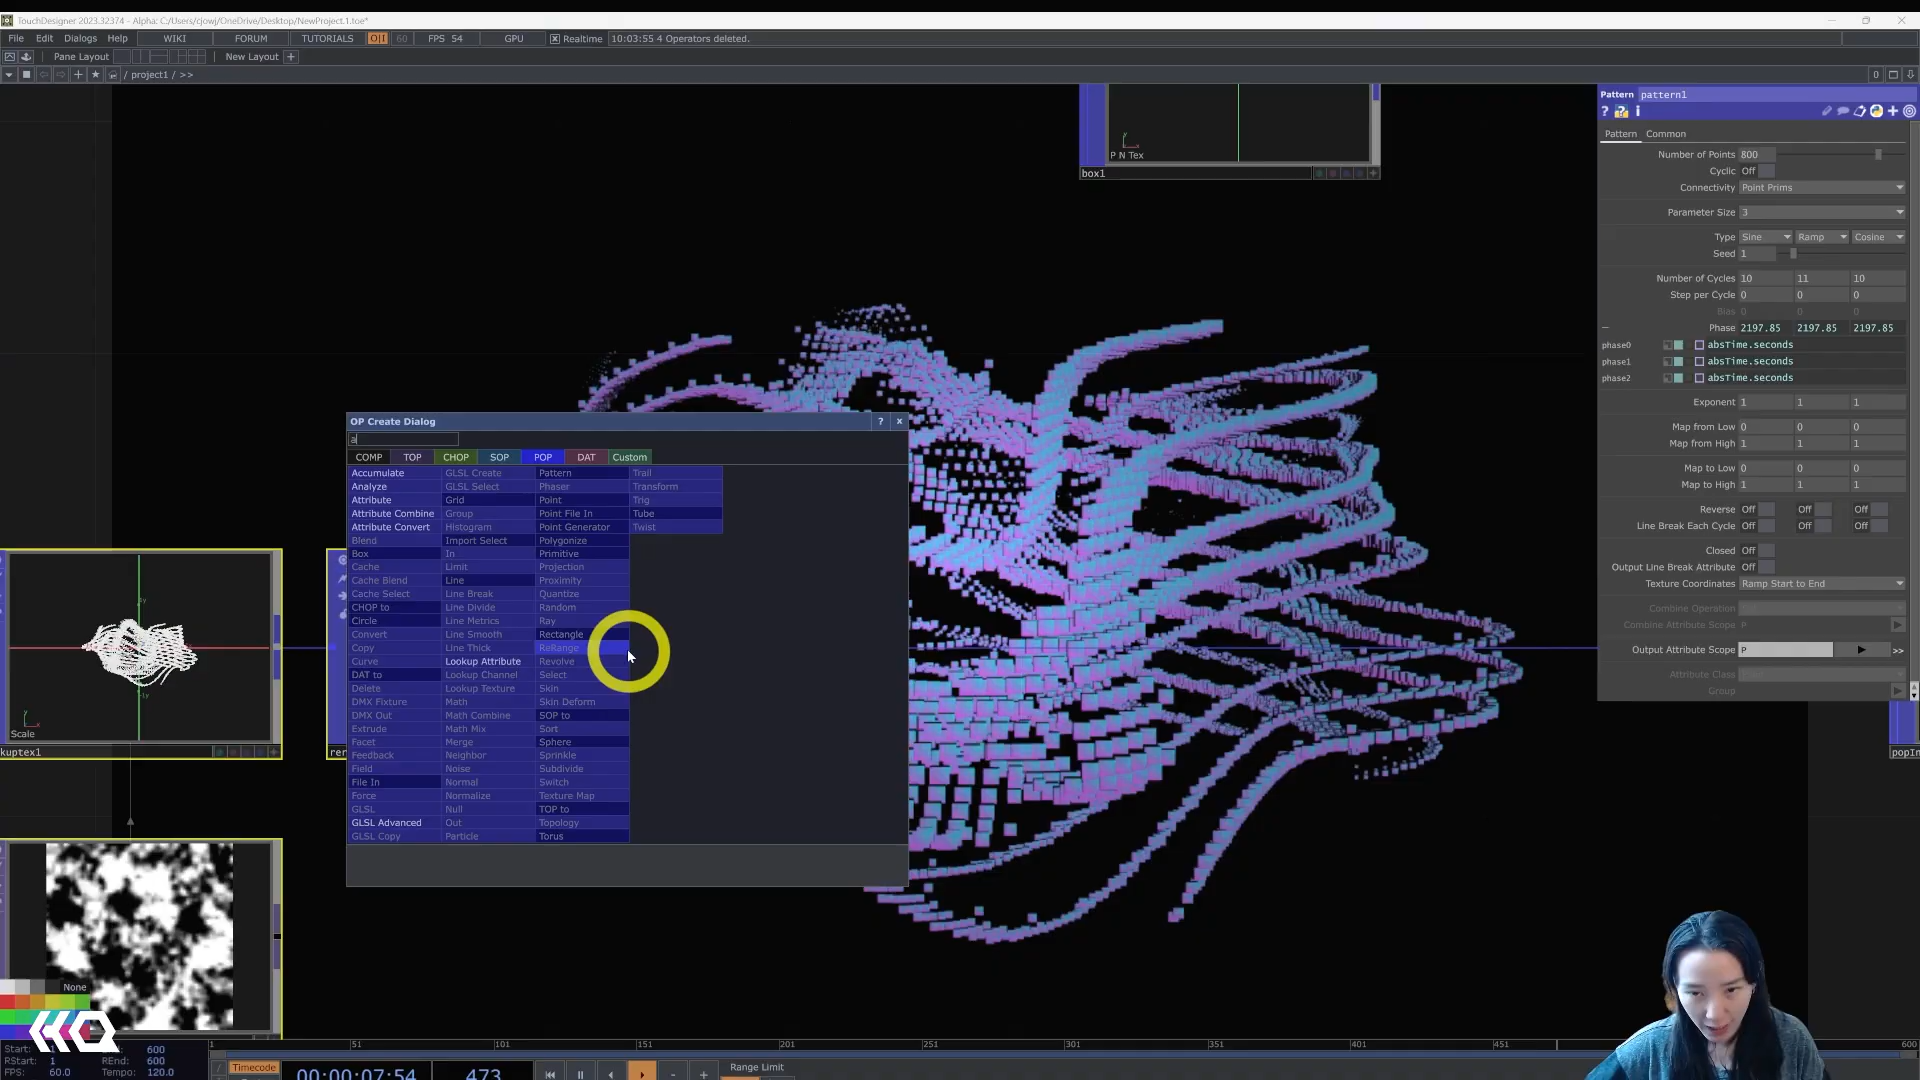 TouchDesigner 2023.32374 - Alpha: C:/Users/cjowj/OneDrive/Desktop/NewProject.1.toe*
File Edit Dialogs Help WIKI FORUM TUTORIALS O|I 60 FPS 54 GPU Realtime 10:03:55 4 Operators deleted.
Pane Layout New Layout +
/ project1 / >> 0
Pattern pattern1
? ? i
Pattern Common
Number of Points 800
Cyclic Off
Connectivity Point Prims
Parameter Size 3
Type Sine Ramp Cosine
Seed 1
Number of Cycles 10 11 10
Step per Cycle 0 0 0
Bias 0 0 0
Phase 2197.85 2197.85 2197.85
phase0 absTime.seconds
phase1 absTime.seconds
phase2 absTime.seconds
Exponent 1 1 1
Map from Low 0 0 0
Map from High 1 1 1
Map to Low 0 0 0
Map to High 1 1 1
Reverse Off Off Off
Line Break Each Cycle Off Off Off
Closed Off
Output Line Break Attribute Off
Texture Coordinates Ramp Start to End
Combine Operation
Combine Attribute Scope P
Output Attribute Scope P >>
Attribute Class
Group
P N Tex
box1
OP Create Dialog ? ×
a
COMP TOP CHOP SOP POP DAT Custom
Accumulate GLSL Create Pattern Trail
Analyze GLSL Select Phaser Transform
Attribute Grid Point Trig
Attribute Combine Group Point File In Tube
Attribute Convert Histogram Point Generator Twist
Blend Import Select Polygonize
Box In Primitive
Cache Limit Projection
Cache Blend Line Proximity
Cache Select Line Break Quantize
CHOP to Line Divide Random
Circle Line Metrics Ray
Convert Line Smooth Rectangle
Copy Line Thick ReRange
Curve Lookup Attribute Revolve
DAT to Lookup Channel Select
Delete Lookup Texture Skin
DMX Fixture Math Skin Deform
DMX Out Math Combine SOP to
Extrude Math Mix Sort
Facet Merge Sphere
Feedback Neighbor Sprinkle
Field Noise Subdivide
File In Normal Switch
Force Normalize Texture Map
GLSL Null TOP to
GLSL Advanced Out Topology
GLSL Copy Particle Torus
Scale
kuptex1
ren
popIn
None
Start: 600
RStart: 1 REnd: 600
FPS: 60.0 Tempo: 120.0
1 51 101 151 201 251 301 351 401 451 600
Timecode 00:00:07:54 473 Range Limit